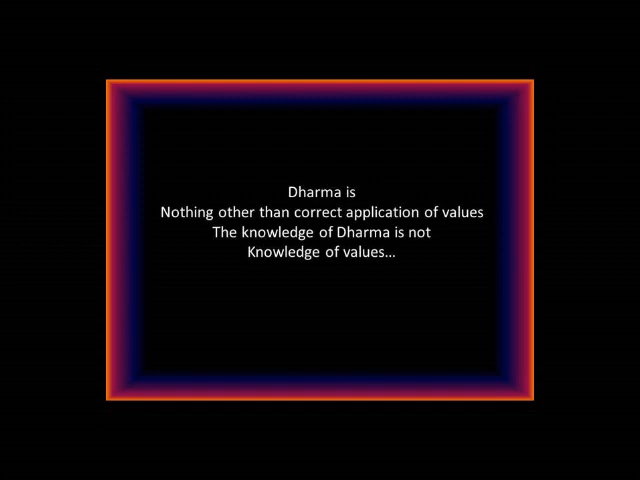 Dharma is
Nothing other than correct application of values
The knowledge of Dharma is not
Knowledge of values…